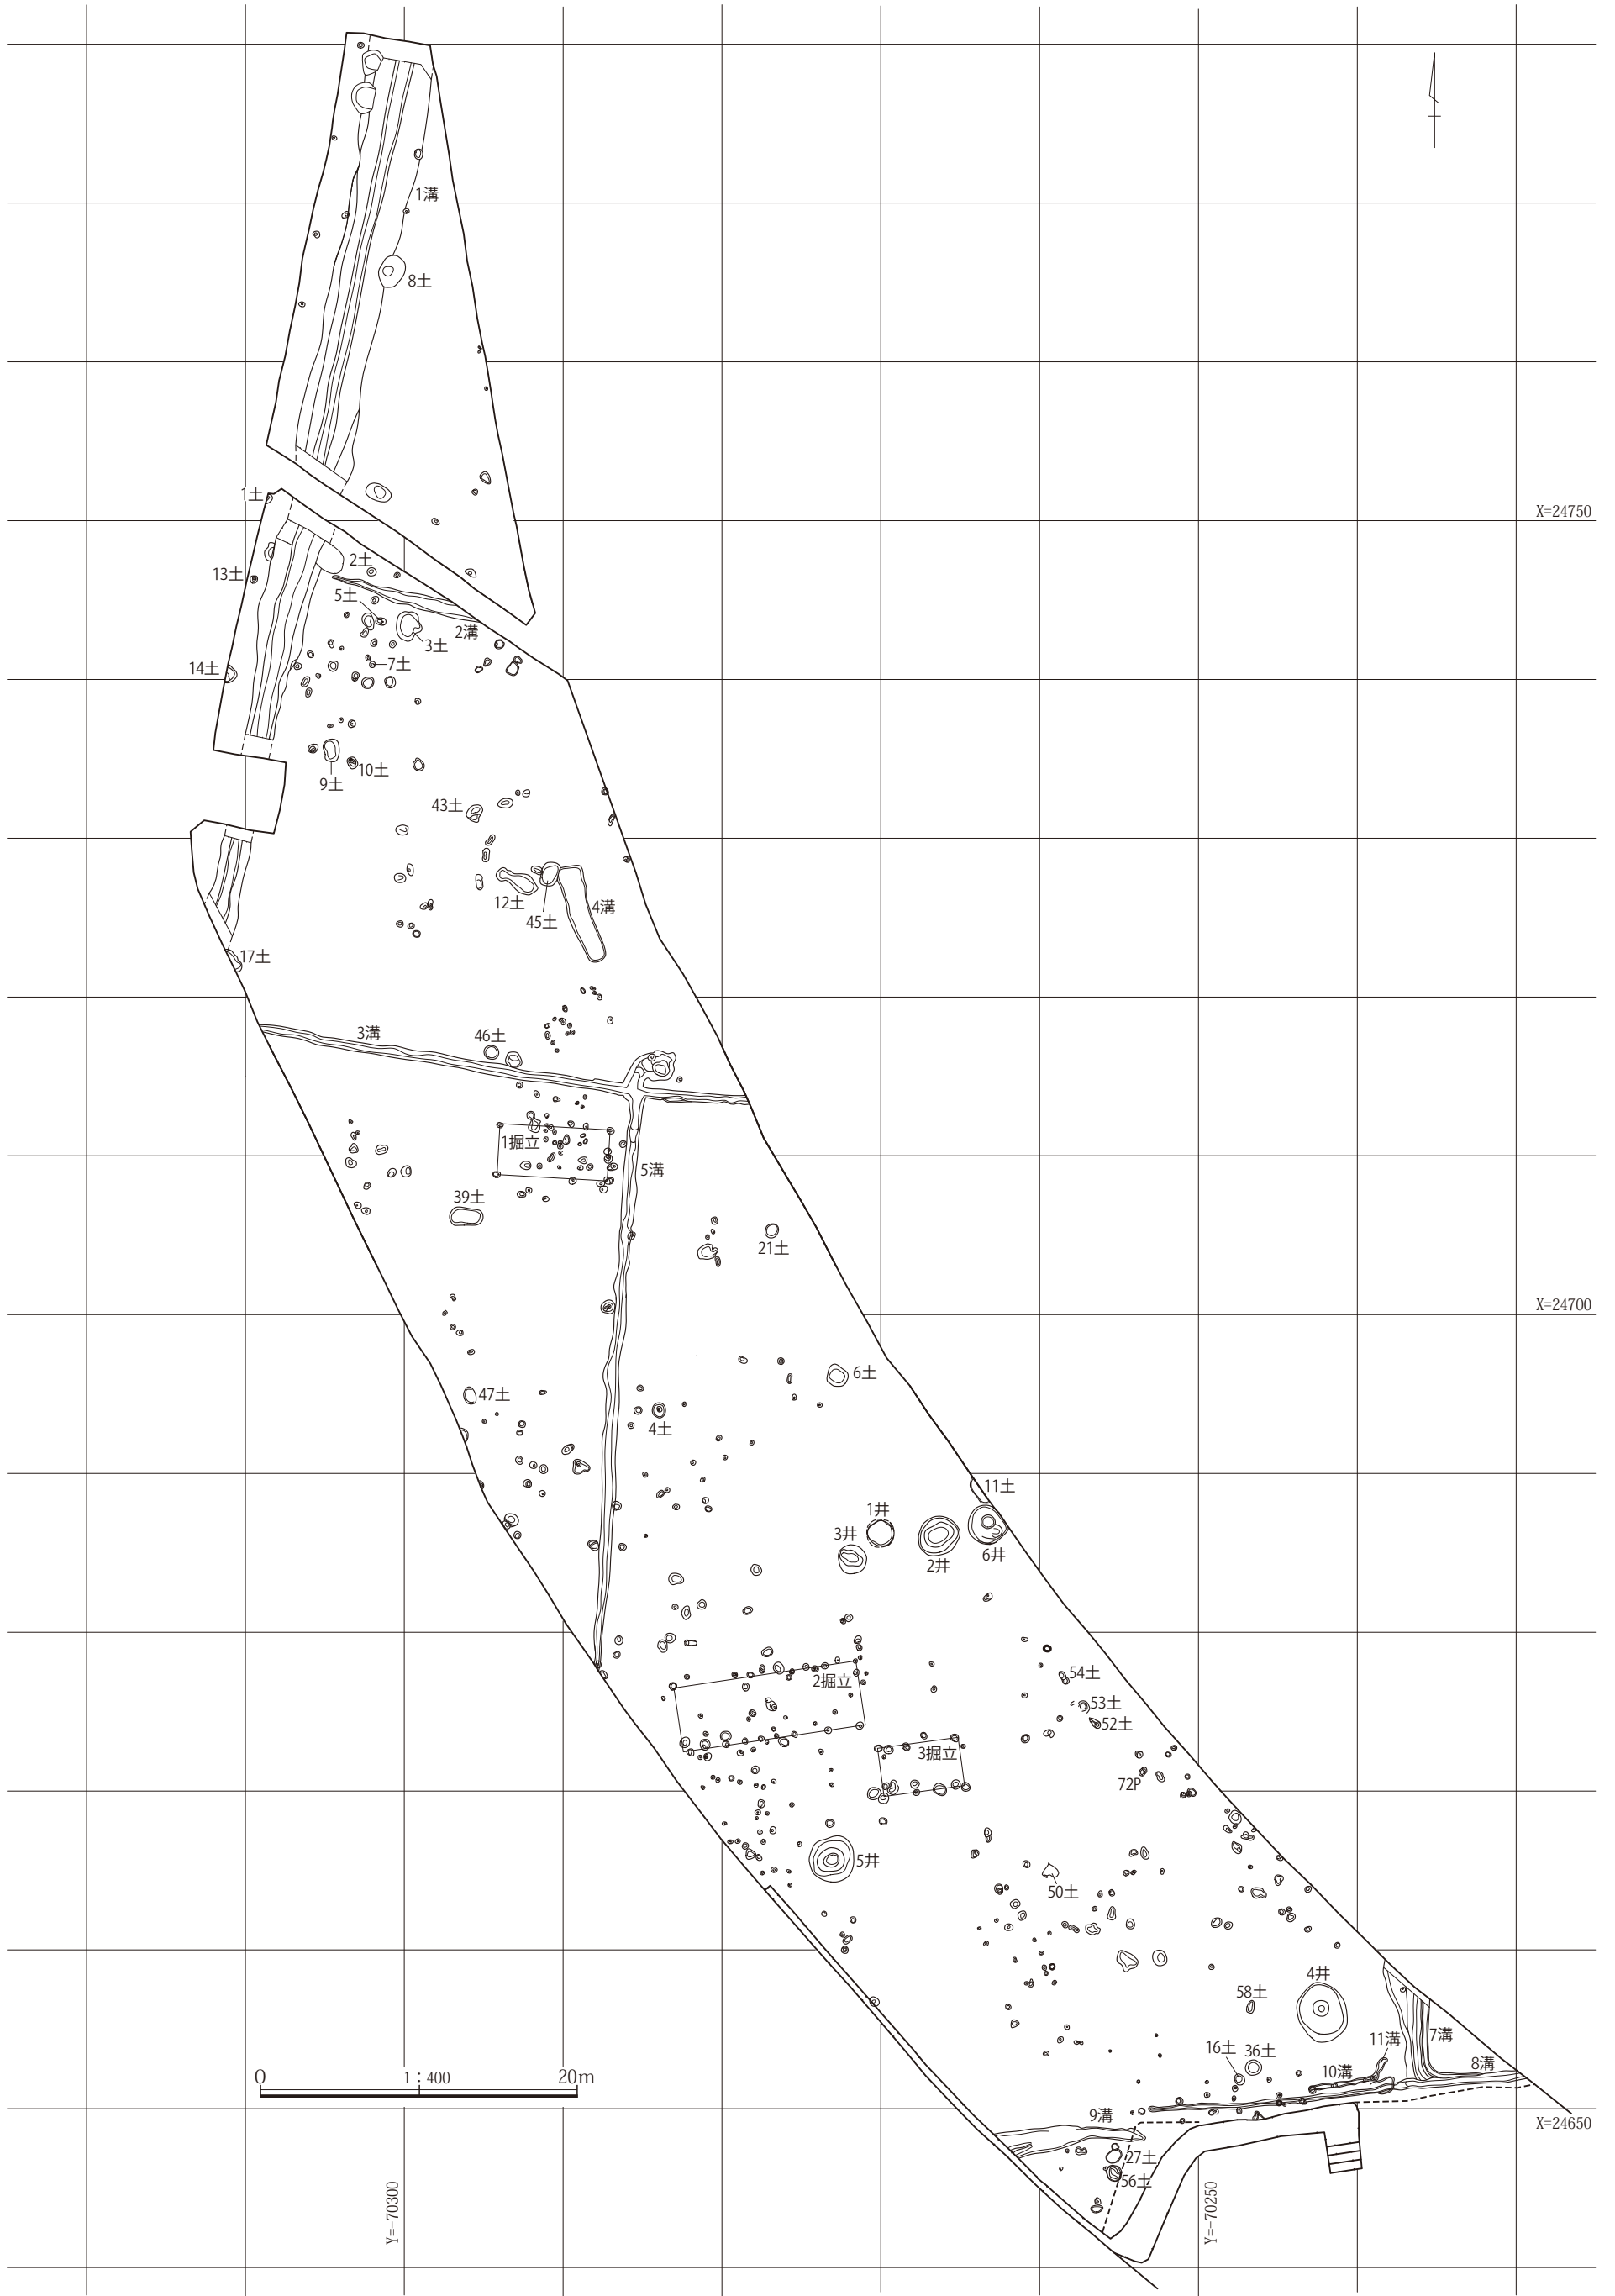 1溝
8土
1土
X=24750
2土
13土
5土
2溝
3土
7土
14土
10土
9土
43土
12土
4溝
45土
17土
3溝
46土
1掘立
5溝
39土
21土
X=24700
6土
47土
4土
11土
1井
3井
2井
6井
54土
2掘立
53土
52土
3掘立
72P
5井
50土
4井
58土
7溝
11溝
16土
36土
8溝
10溝
0
1：400
20m
9溝
X=24650
27土
56土
Y=-70300
Y=-70250